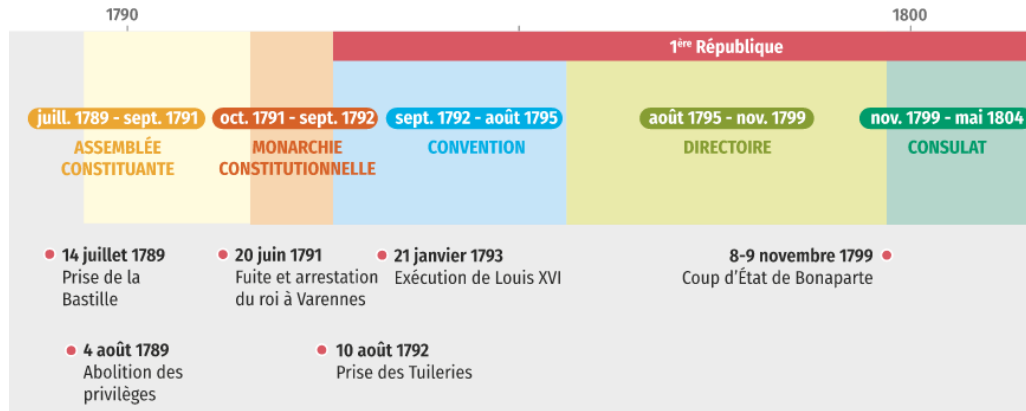 1790
1800
1ère République
juill. 1789 - sept. 1791
ASSEMBLÉE
CONSTITUANTE
oct. 1791 - sept. 1792
MONARCHIE
CONSTITUTIONNELLE
sept. 1792 - août 1795
CONVENTION
août 1795 - nov. 1799
DIRECTOIRE
nov. 1799 - mai 1804
CONSULAT
14 juillet 1789
Prise de la
Bastille
20 juin 1791
Fuite et arrestation
du roi à Varennes
21 janvier 1793
Exécution de Louis XVI
8-9 novembre 1799
Coup d’État de Bonaparte
4 août 1789
Abolition des
privilèges
10 août 1792
Prise des Tuileries